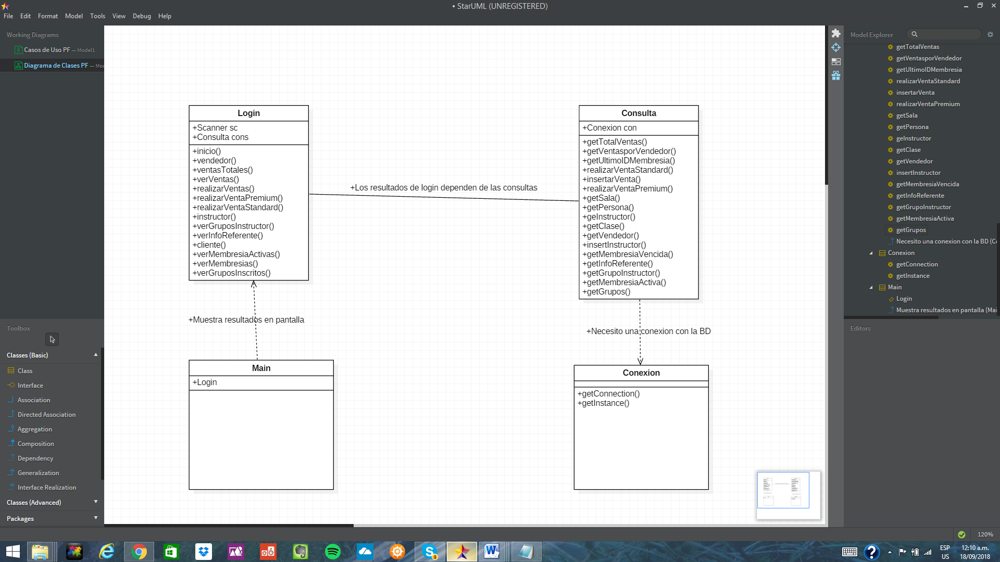 • StarUML (UNREGISTERED)
File Edit Format Model Tools View Debug Help
Working Diagrams
Casos de Uso PF — Model1
Diagrama de Clases PF — Mod
Toolbox
Classes (Basic)
Class
Interface
Association
Directed Association
Aggregation
Composition
Dependency
Generalization
Interface Realization
Classes (Advanced)
Packages
Login
+Scanner sc
+Consulta cons
+inicio()
+vendedor()
+ventasTotales()
+verVentas()
+realizarVentas()
+realizarVentaPremium()
+realizarVentaStandard()
+instructor()
+verGruposInstructor()
+verInfoReferente()
+cliente()
+verMembresiaActivas()
+verMembresias()
+verGruposInscritos()
+Los resultados de login dependen de las consultas
Consulta
+Conexion con
+getTotalVentas()
+getVentasporVendedor()
+getUltimoIDMembresia()
+realizarVentaStandard()
+insertarVenta()
+realizarVentaPremium()
+getSala()
+getPersona()
+geInstructor()
+getClase()
+getVendedor()
+insertInstructor()
+getMembresiaVencida()
+getInfoReferente()
+getGrupoInstructor()
+getMembresiaActiva()
+getGrupos()
+Muestra resultados en pantalla
+Necesito una conexion con la BD
Main
+Login
Conexion
+getConnection()
+getInstance()
Model Explorer
getTotalVentas
getVentasporVendedor
getUltimoIDMembresia
realizarVentaStandard
insertarVenta
realizarVentaPremium
getSala
getPersona
geInstructor
getClase
getVendedor
insertInstructor
getMembresiaVencida
getInfoReferente
getGrupoInstructor
getMembresiaActiva
getGrupos
Necesito una conexion con la BD (Co
Conexion
getConnection
getInstance
Main
Login
Muestra resultados en pantalla (Mai
Editors
120%
ESP
US
12:10 a.m.
18/09/2018